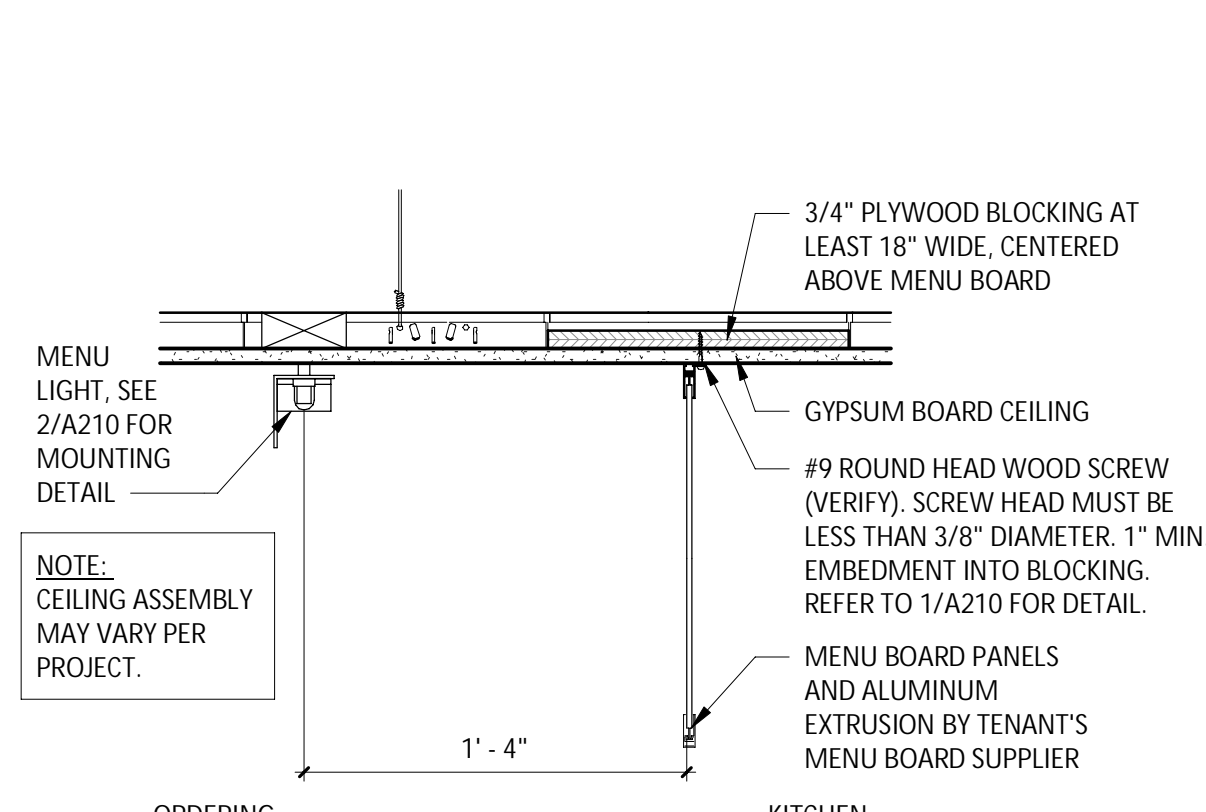 3/4" PLYWOOD BLOCKING AT
LEAST 18" WIDE, CENTERED
ABOVE MENU BOARD
MENU
LIGHT, SEE
2/A210 FOR
MOUNTING
DETAIL
GYPSUM BOARD CEILING
#9 ROUND HEAD WOOD SCREW
(VERIFY). SCREW HEAD MUST BE
LESS THAN 3/8" DIAMETER. 1" MIN
EMBEDMENT INTO BLOCKING.
REFER TO 1/A210 FOR DETAIL.
NOTE:
CEILING ASSEMBLY
MAY VARY PER
PROJECT.
MENU BOARD PANELS
AND ALUMINUM
EXTRUSION BY TENANT'S
MENU BOARD SUPPLIER
1' - 4"
ORDERING
KITCHEN